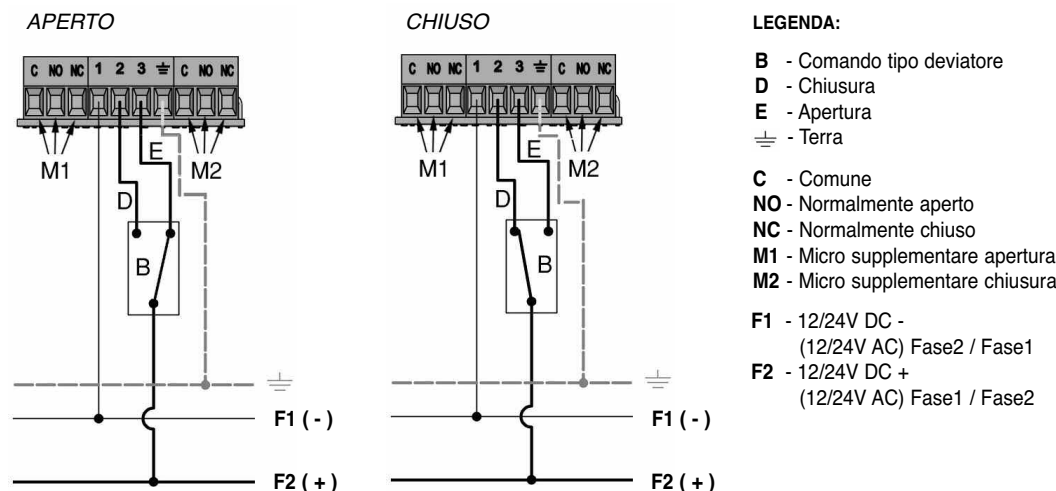 APERTO
C NO NC 1 2 3 C NO NC
M1 E M2
D
B
F1 ( - )
F2 ( + )
CHIUSO
C NO NC 1 2 3 C NO NC
M1 E M2
D
B
F1 ( - )
F2 ( + )
LEGENDA:
B - Comando tipo deviatore
D - Chiusura
E - Apertura
- Terra
C - Comune
NO - Normalmente aperto
NC - Normalmente chiuso
M1 - Micro supplementare apertura
M2 - Micro supplementare chiusura
F1 - 12/24V DC -
(12/24V AC) Fase2 / Fase1
F2 - 12/24V DC +
(12/24V AC) Fase1 / Fase2